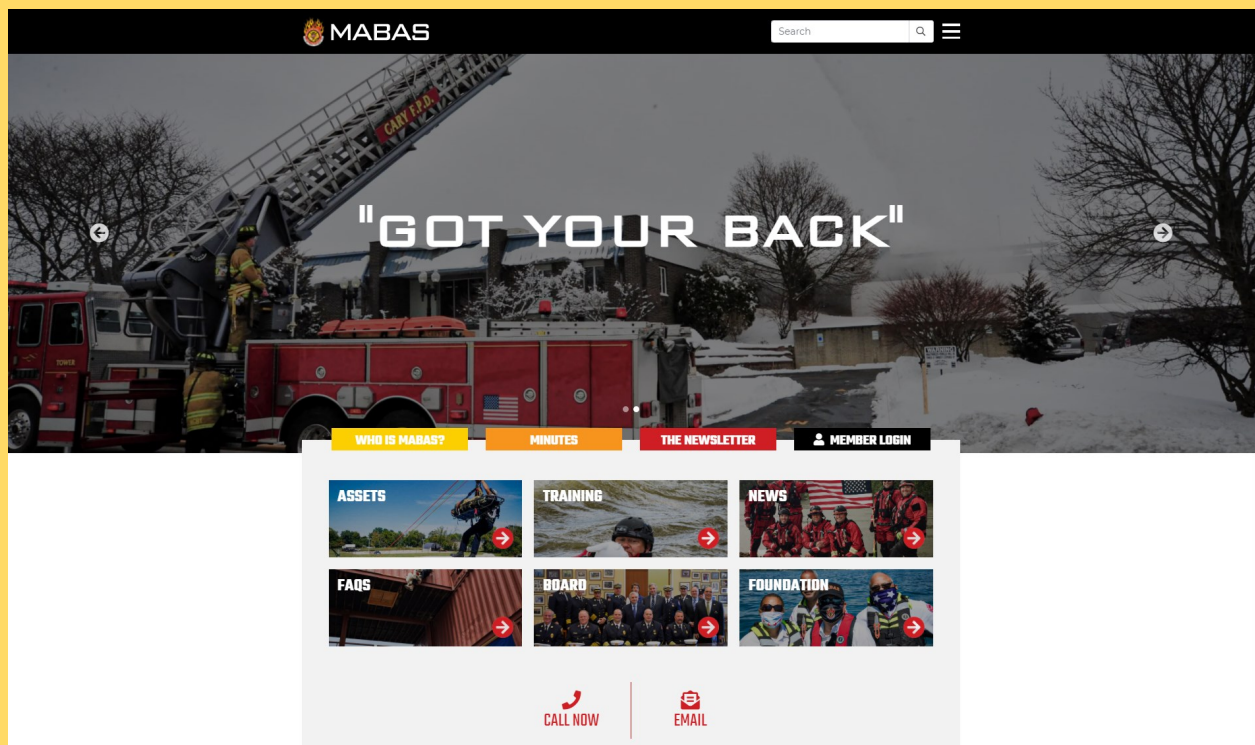 MABAS
Search
CARY F.P.D.
"GOT YOUR BACK"
TOWER
WHO IS MABAS?
MINUTES
THE NEWSLETTER
MEMBER LOGIN
ASSETS
TRAINING
NEWS
FAQS
BOARD
FOUNDATION
CALL NOW
EMAIL